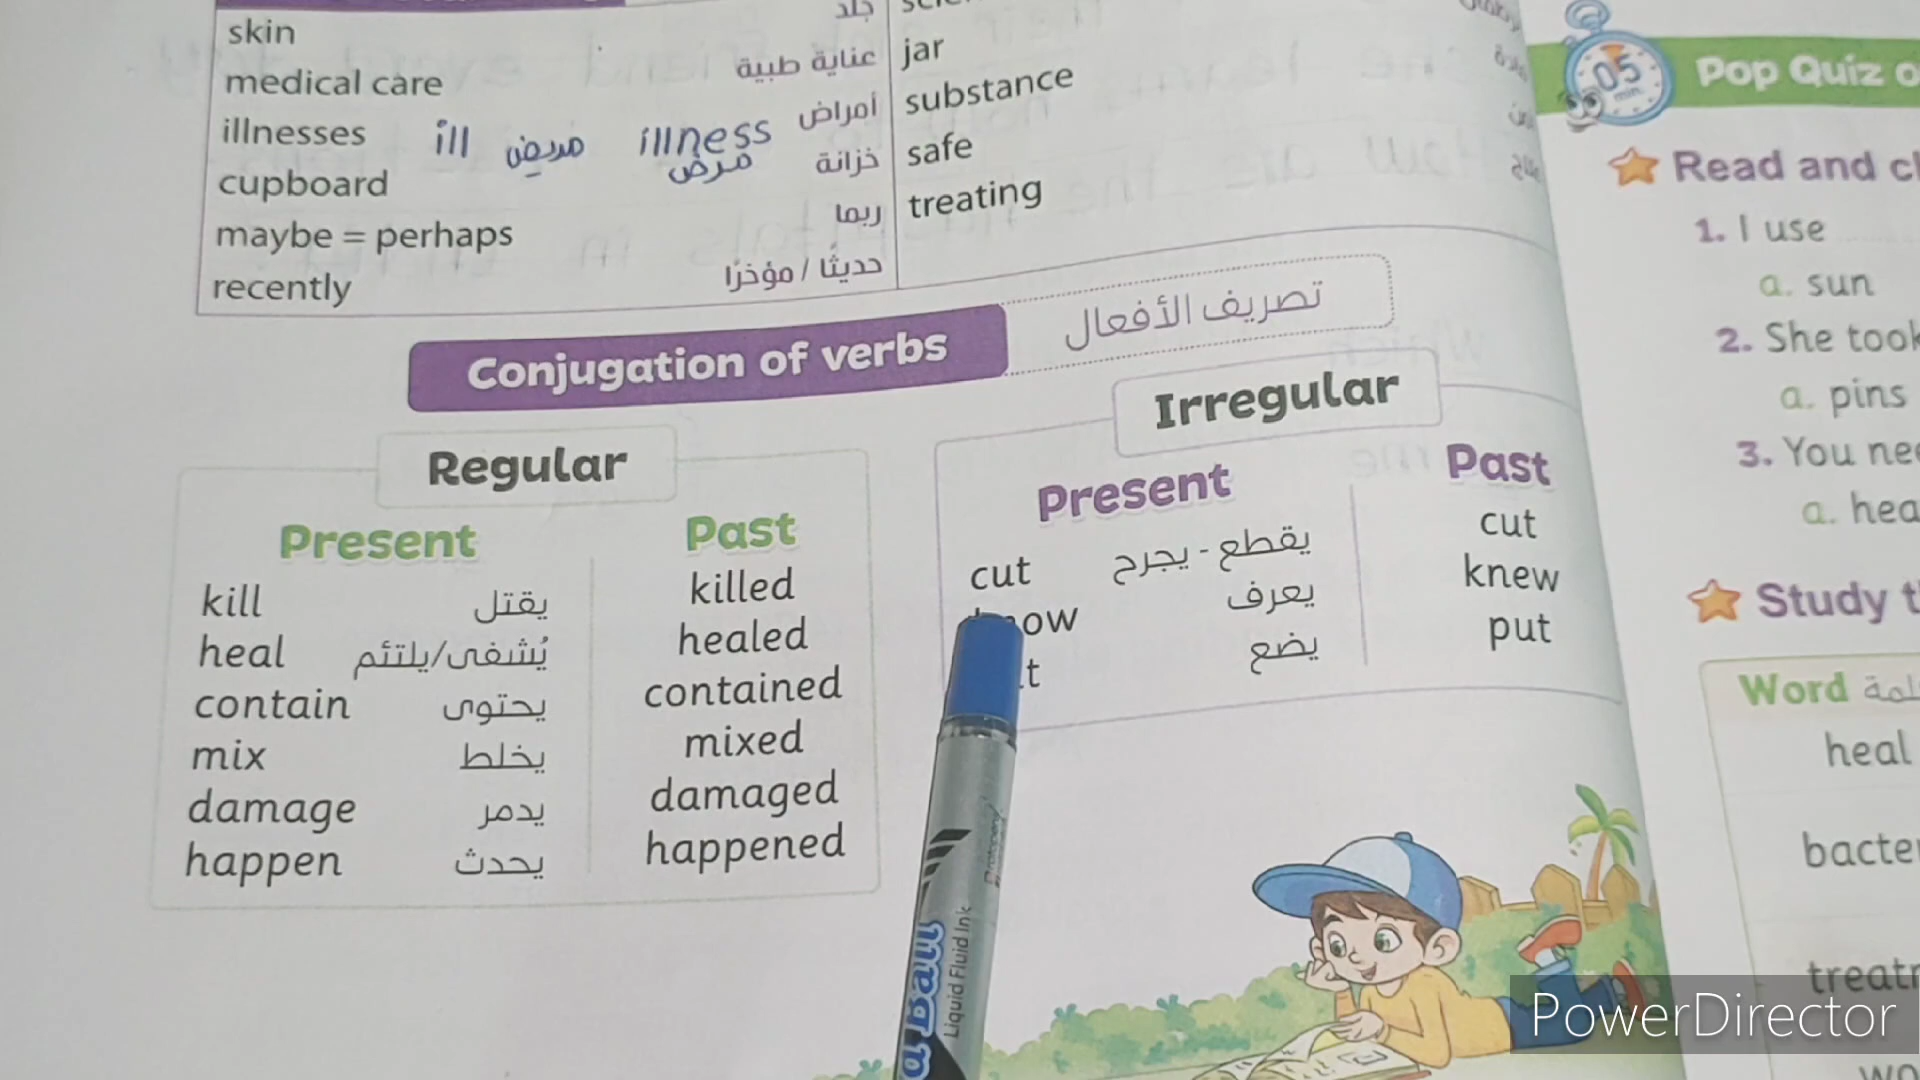 skin جلد
medical care عناية طبية
illnesses ill مريض illness مرض أمراض
cupboard خزانة
maybe = perhaps ربما
recently حديثًا / مؤخرًا
jar
substance
safe
treating
Conjugation of verbs تصريف الأفعال
Regular
Present Past
kill يقتل killed
heal يُشفى/يلتئم healed
contain يحتوى contained
mix يخلط mixed
damage يدمر damaged
happen يحدث happened
Irregular
Present Past
cut يقطع - يجرح cut
يعرف knew
يضع put
05
min.
Pop Quiz
Read and
1. I use
a. sun
2. She took
a. pins
3. You
a.
Study
Word
heal
a Ball
Liquid Fluid Ink
PowerDirector